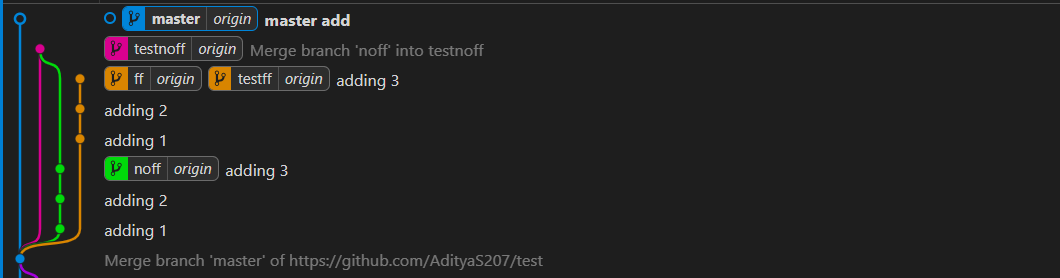 master origin master add
testnoff origin Merge branch 'noff' into testnoff
ff origin testff origin adding 3
adding 2
adding 1
noff origin adding 3
adding 2
adding 1
Merge branch 'master' of https://github.com/AdityaS207/test